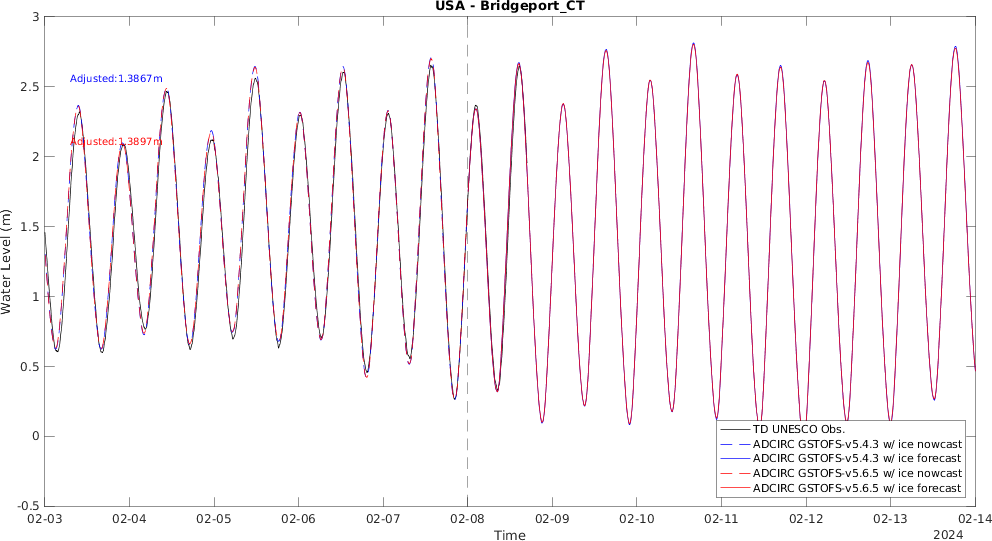 USA - Bridgeport_CT
3
2.5
2
1.5
1
0.5
0
-0.5
Water Level (m)
Adjusted:1.3867m
Adjusted:1.3897m
TD UNESCO Obs.
ADCIRC GSTOFS-v5.4.3 w/ ice nowcast
ADCIRC GSTOFS-v5.4.3 w/ ice forecast
ADCIRC GSTOFS-v5.6.5 w/ ice nowcast
ADCIRC GSTOFS-v5.6.5 w/ ice forecast
02-03 02-04 02-05 02-06 02-07 02-08 02-09 02-10 02-11 02-12 02-13 02-14
Time
2024